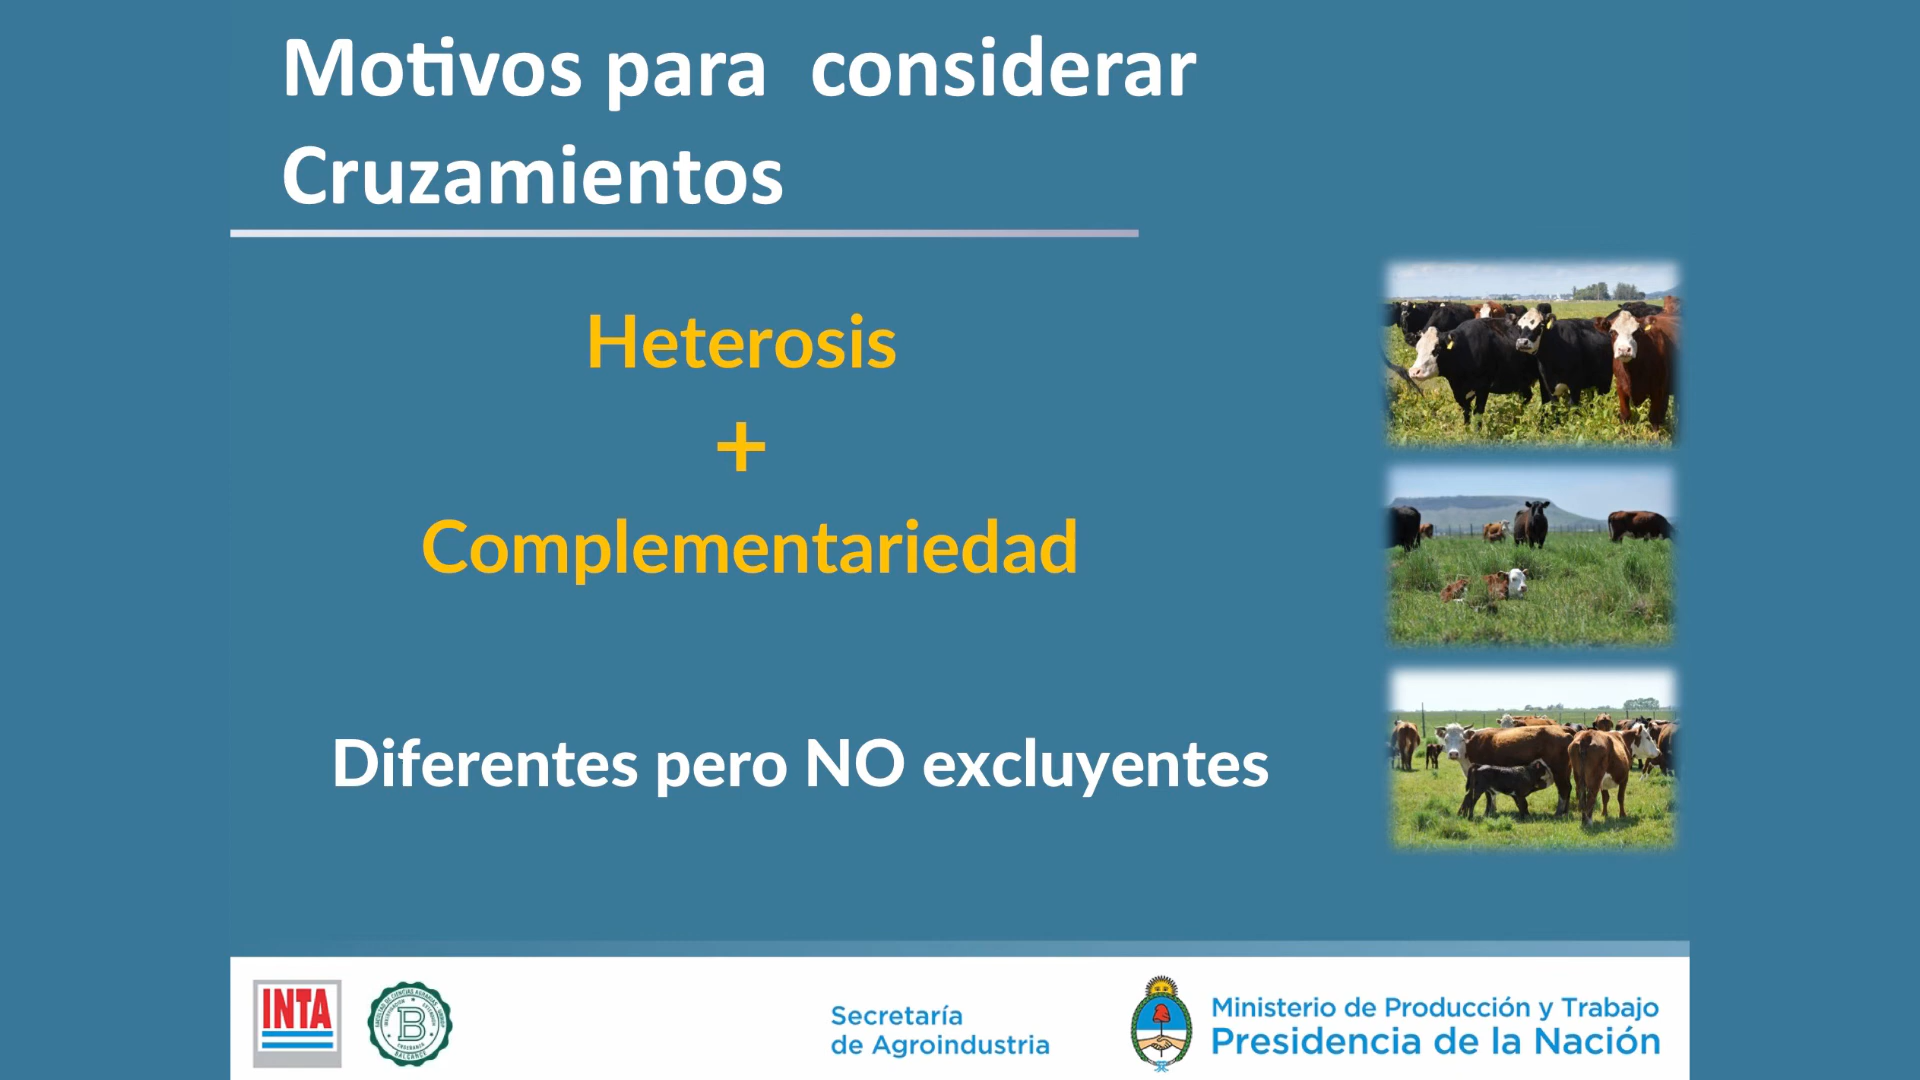 Motivos para considerar
Cruzamientos
Heterosis
+
Complementariedad
Diferentes pero NO excluyentes
INTA
B
BALCARCE
Secretaría
de Agroindustria
Ministerio de Producción y Trabajo
Presidencia de la Nación